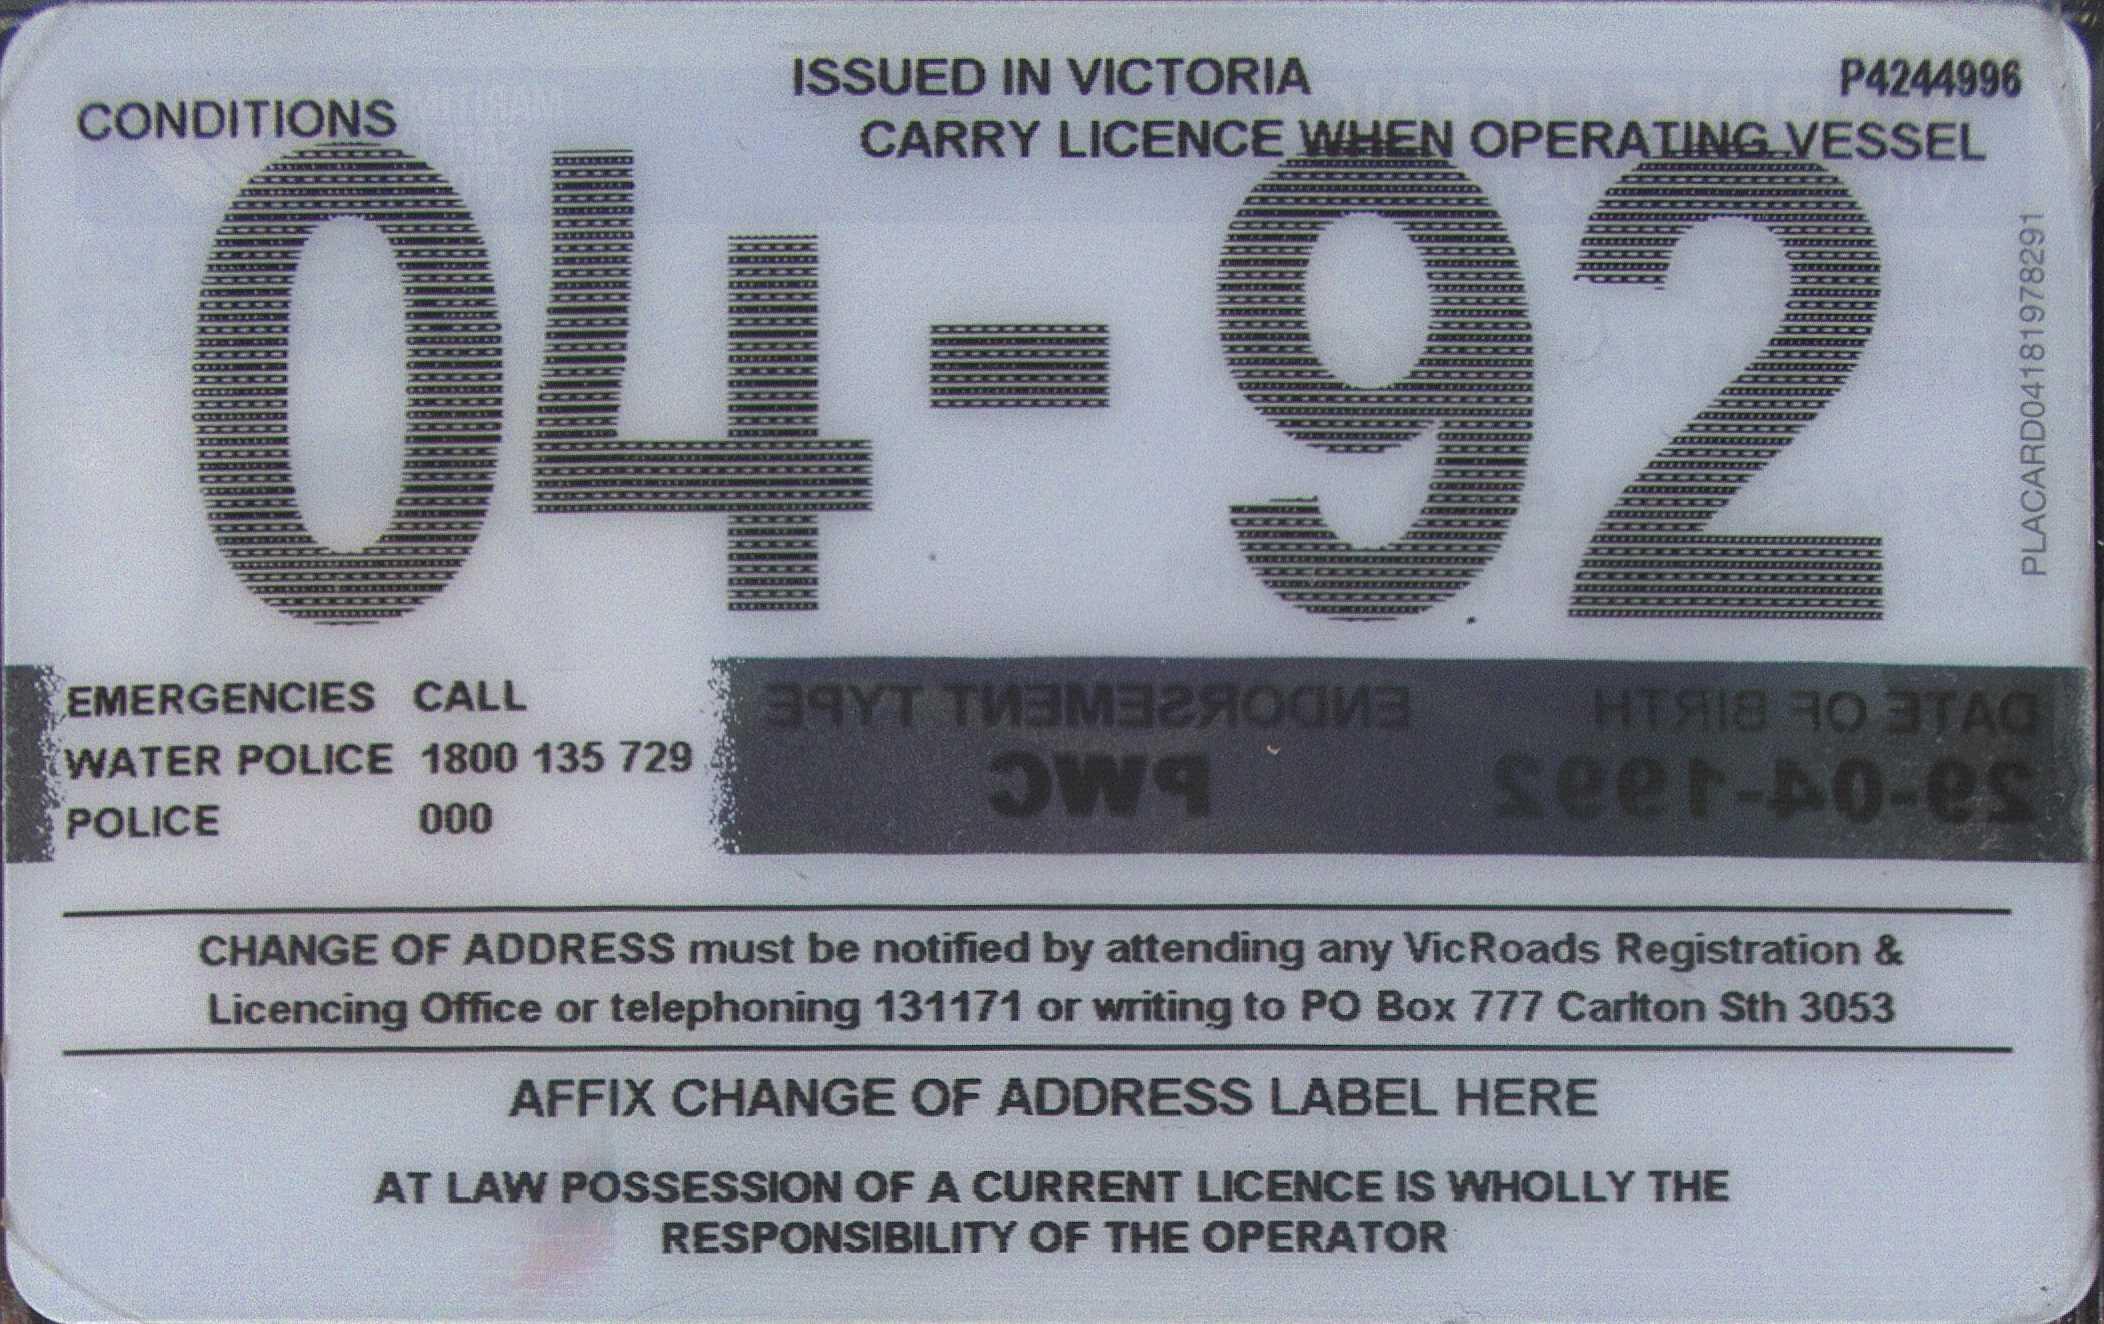 ISSUED IN VICTORIA
P4244996
CONDITIONS
CARRY LICENCE WHEN OPERATING VESSEL
04-92
PLACARD0418197829​1
EMERGENCIES CALL
WATER POLICE 1800 135 729
POLICE 000
ENDORSEMENT TYPE
DATE OF BIRTH
PWC
29-04-1992
CHANGE OF ADDRESS must be notified by attending any VicRoads Registration &
Licencing Office or telephoning 131171 or writing to PO Box 777 Carlton Sth 3053
AFFIX CHANGE OF ADDRESS LABEL HERE
AT LAW POSSESSION OF A CURRENT LICENCE IS WHOLLY THE
RESPONSIBILITY OF THE OPERATOR